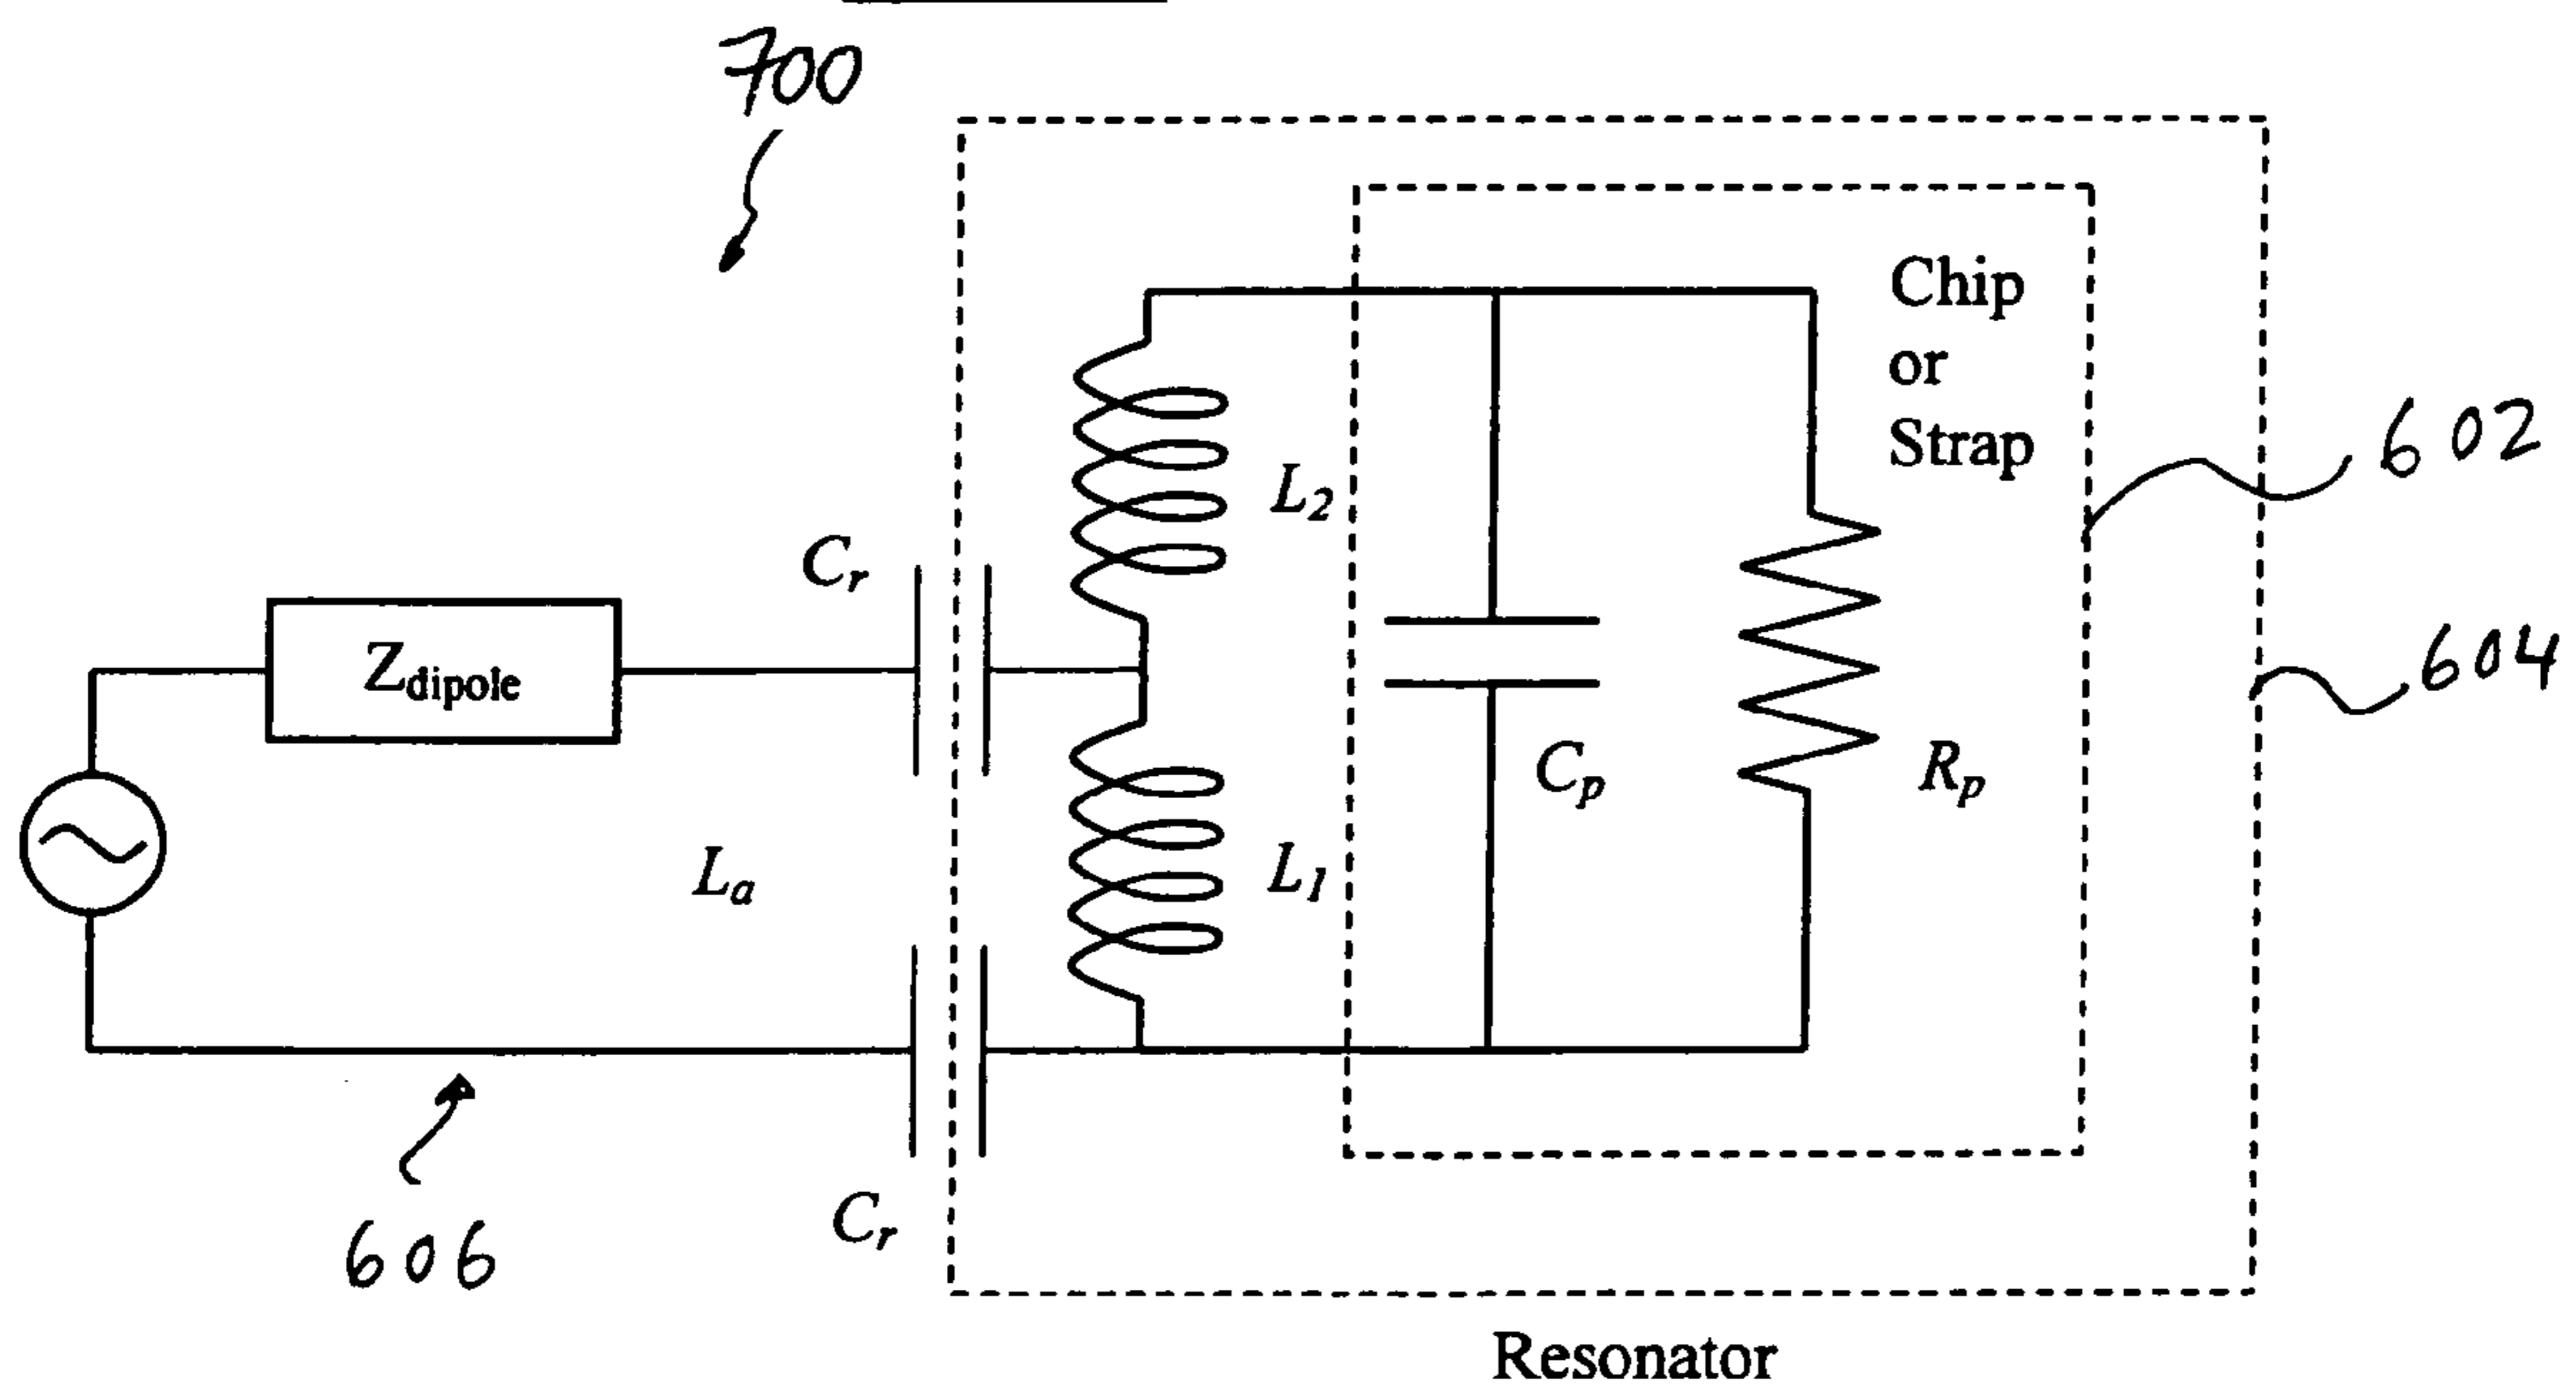 700
Chip
or
Strap
602
L2
Cr
Zdipole
604
Cp
Rp
La
L1
606
Cr
Resonator